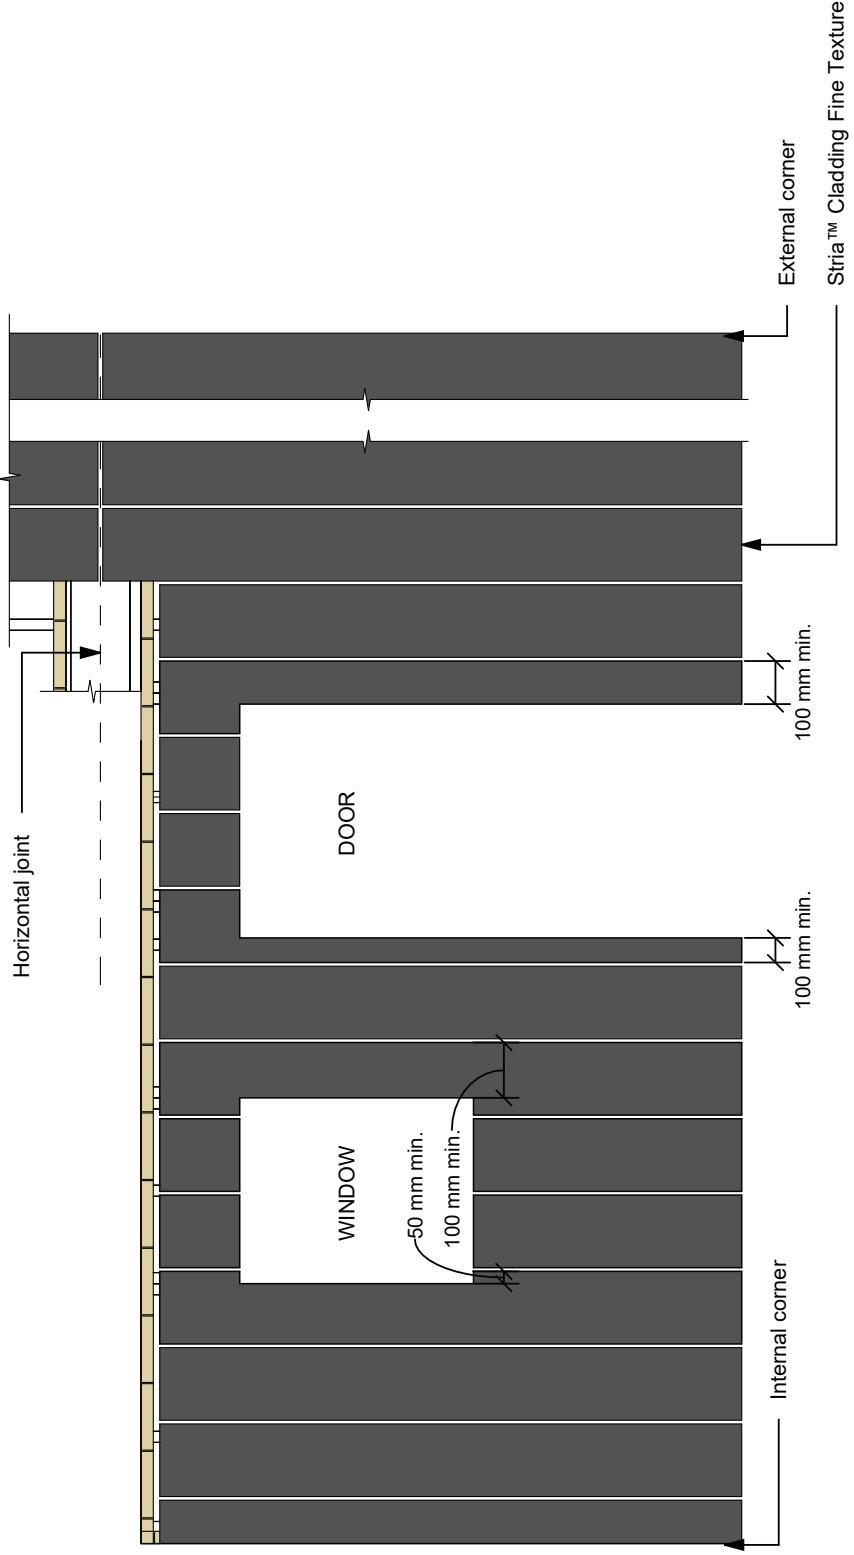 Horizontal joint
WINDOW
DOOR
50 mm min.
100 mm min.
100 mm min.
100 mm min.
Internal corner
External corner
Stria™ Cladding Fine Texture